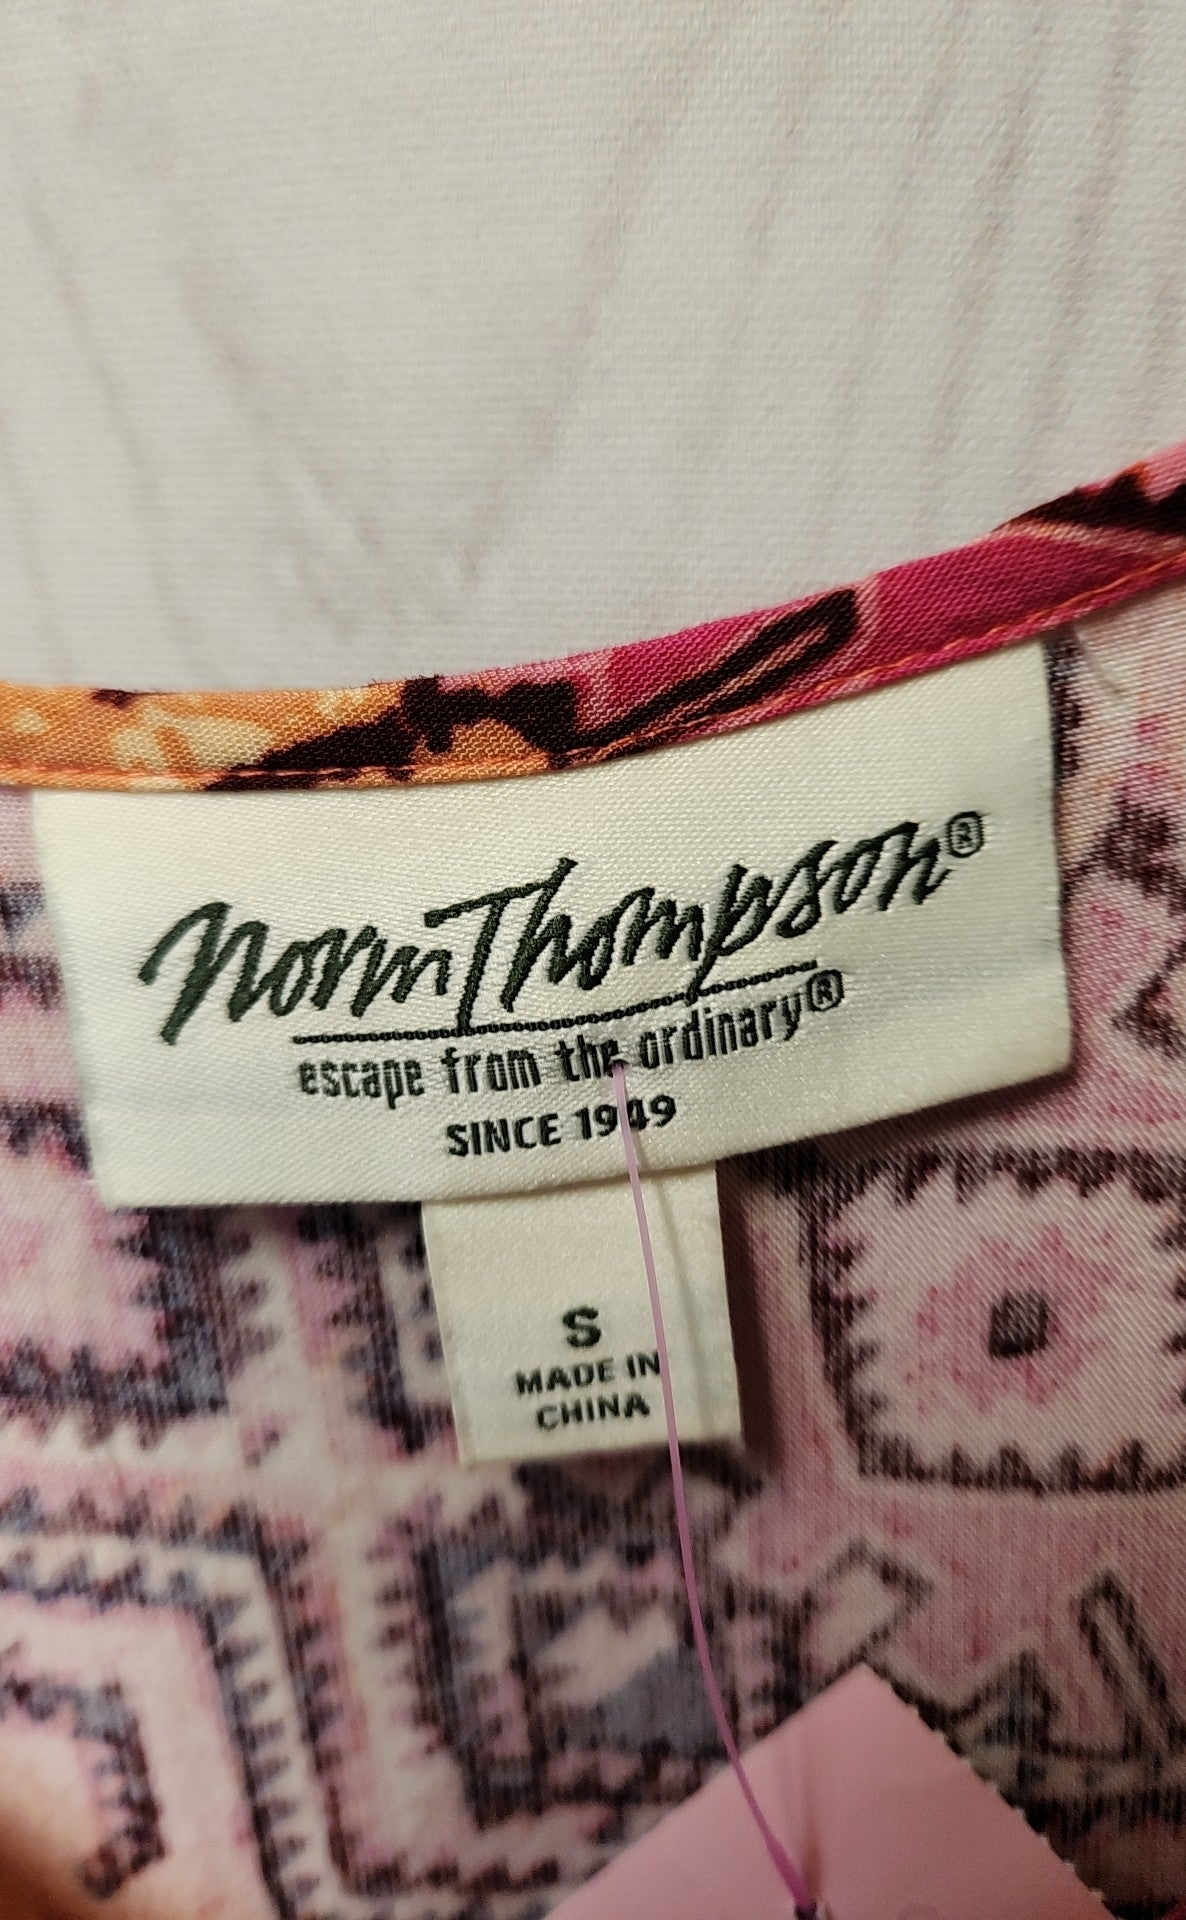 Norm Thompson®
escape from the ordinary®
SINCE 1949
S
MADE IN
CHINA